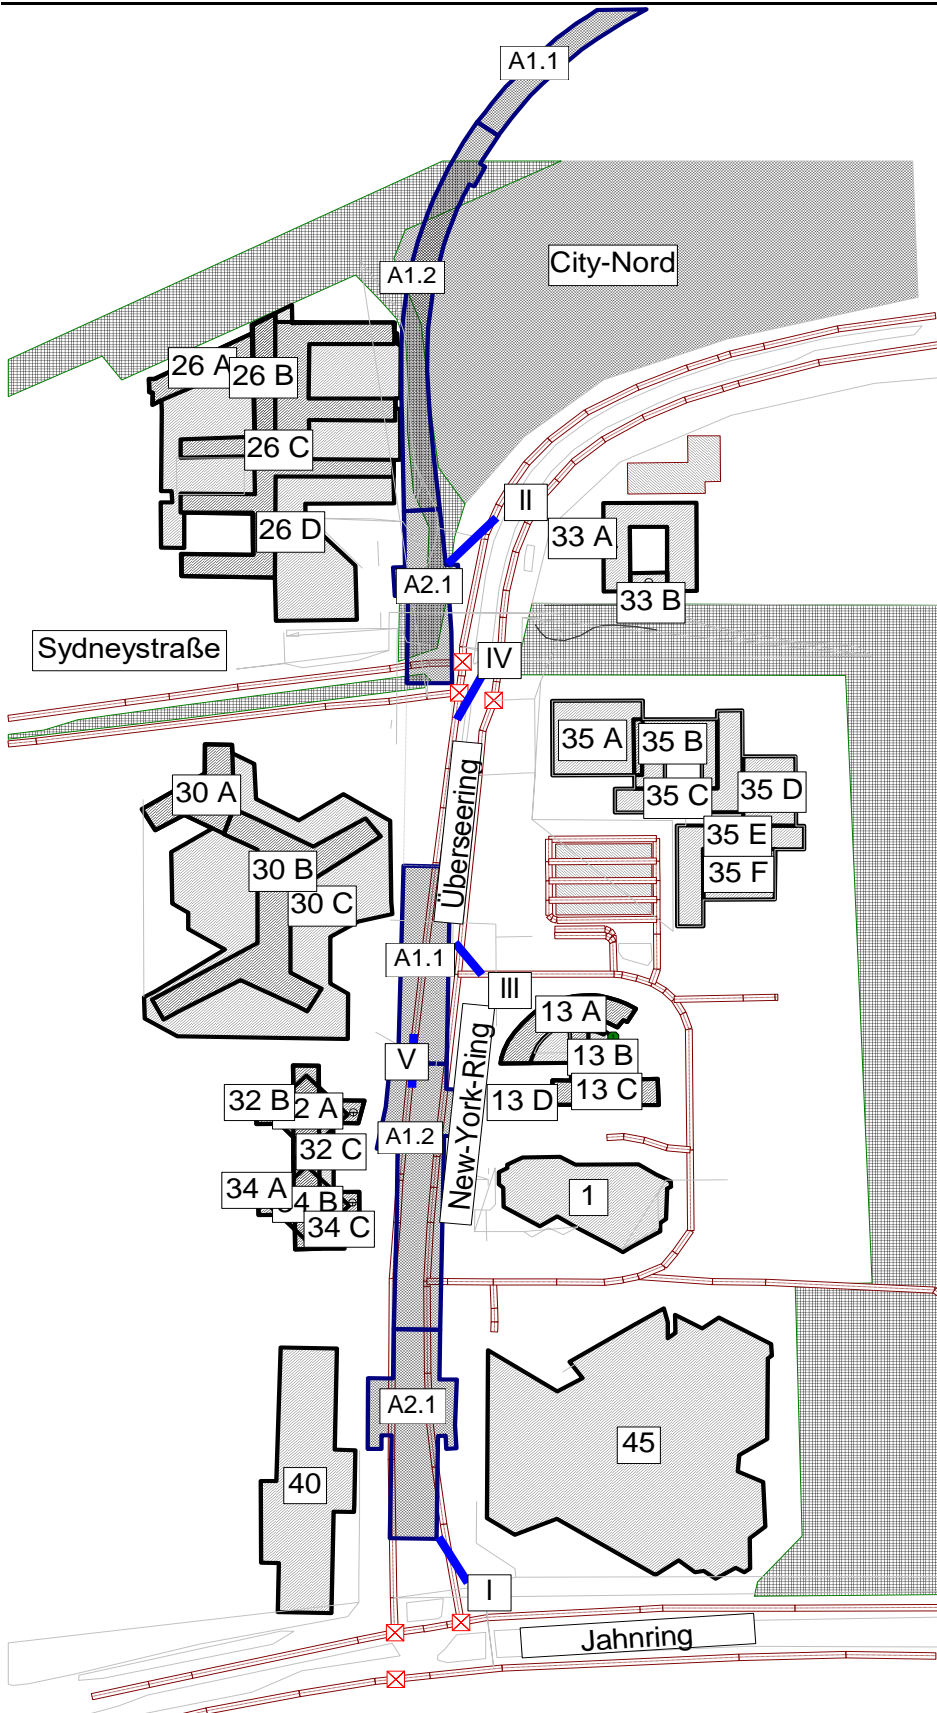 A1.1
City-Nord
A1.2
26 A
26 B
26 C
II
26 D
33 A
A2.1
33 B
Sydneystraße
IV
35 A
35 B
30 A
35 C
35 D
Überseering
35 E
30 B
35 F
30 C
A1.1
III
13 A
V
13 B
New-York-Ring
32 B
2 A
13 D
13 C
A1.2
32 C
34 A
34 B
1
34 C
A2.1
45
40
I
Jahnring